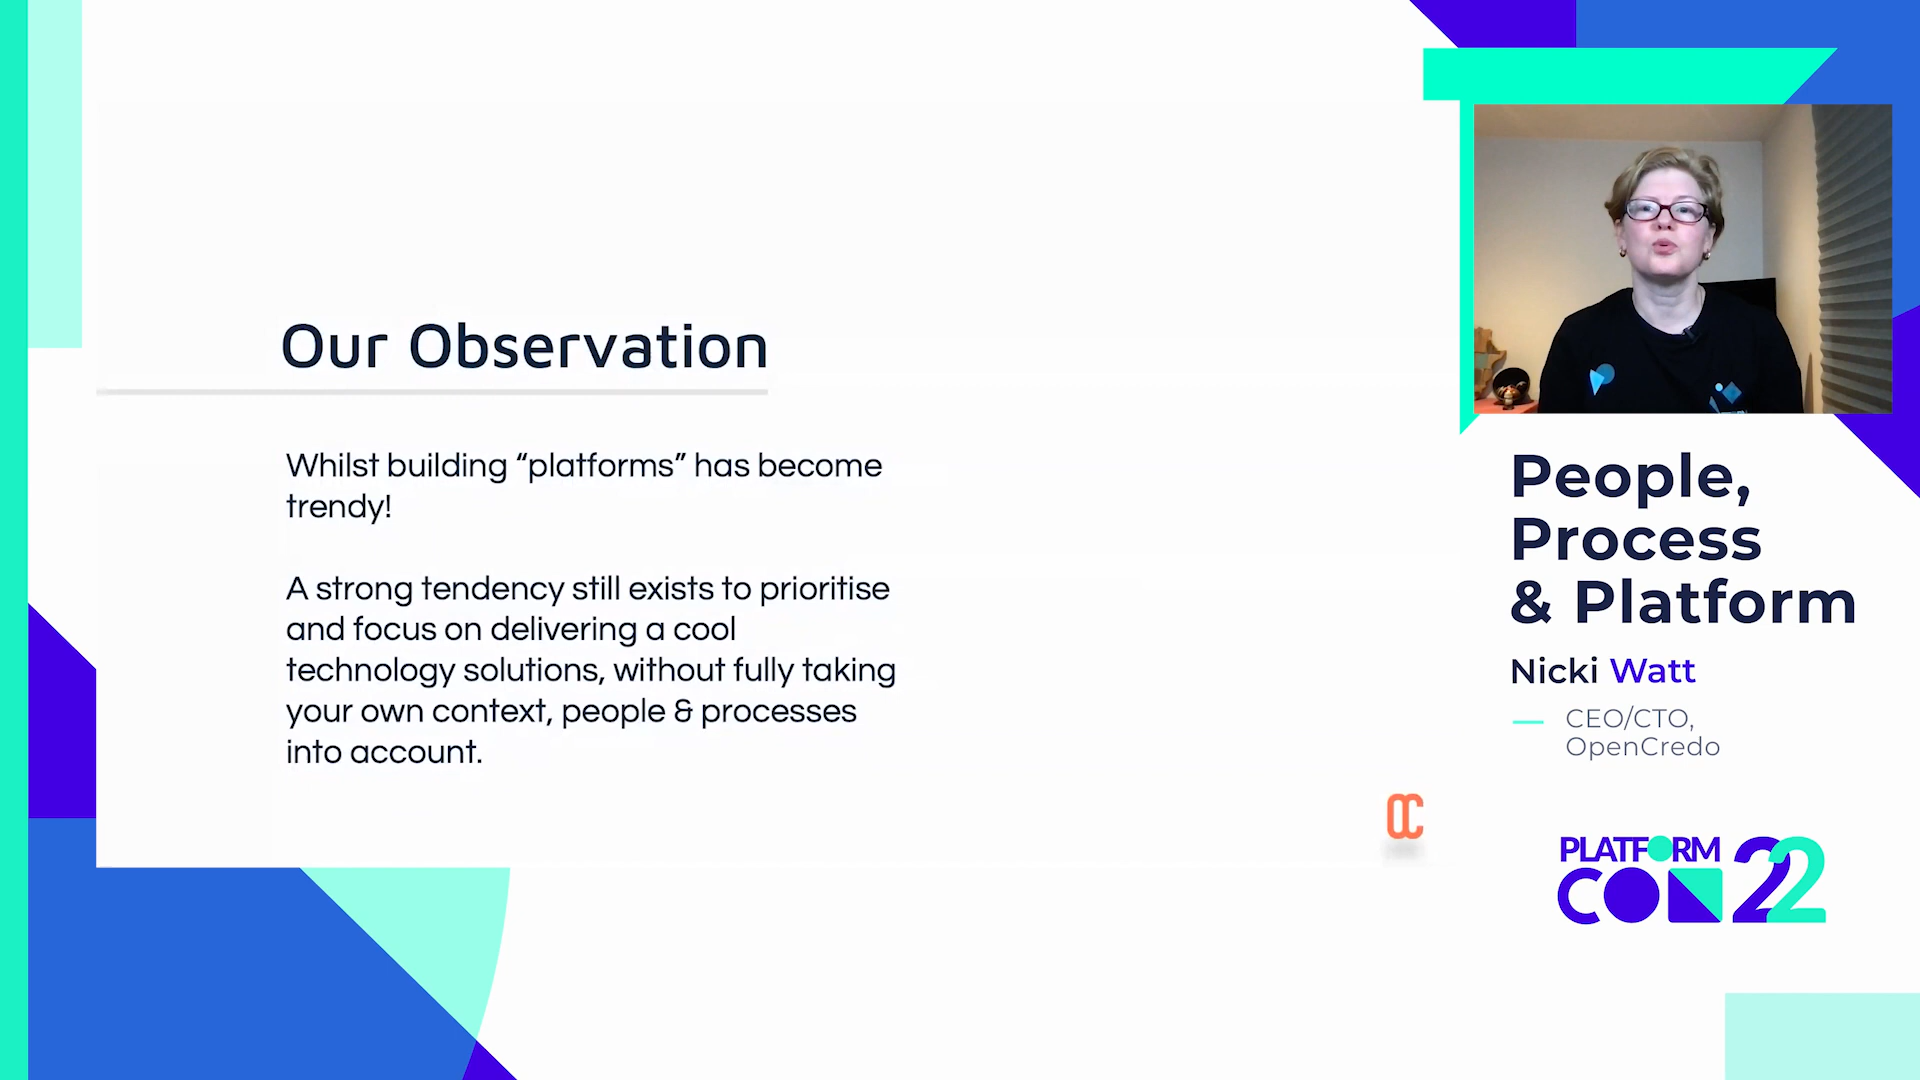 Our Observation
Whilst building “platforms” has become
trendy!
A strong tendency still exists to prioritise
and focus on delivering a cool
technology solutions, without fully taking
your own context, people & processes
into account.
OC
People,
Process
& Platform
Nicki Watt
— CEO/CTO,
OpenCredo
PLATFORM
CON 22